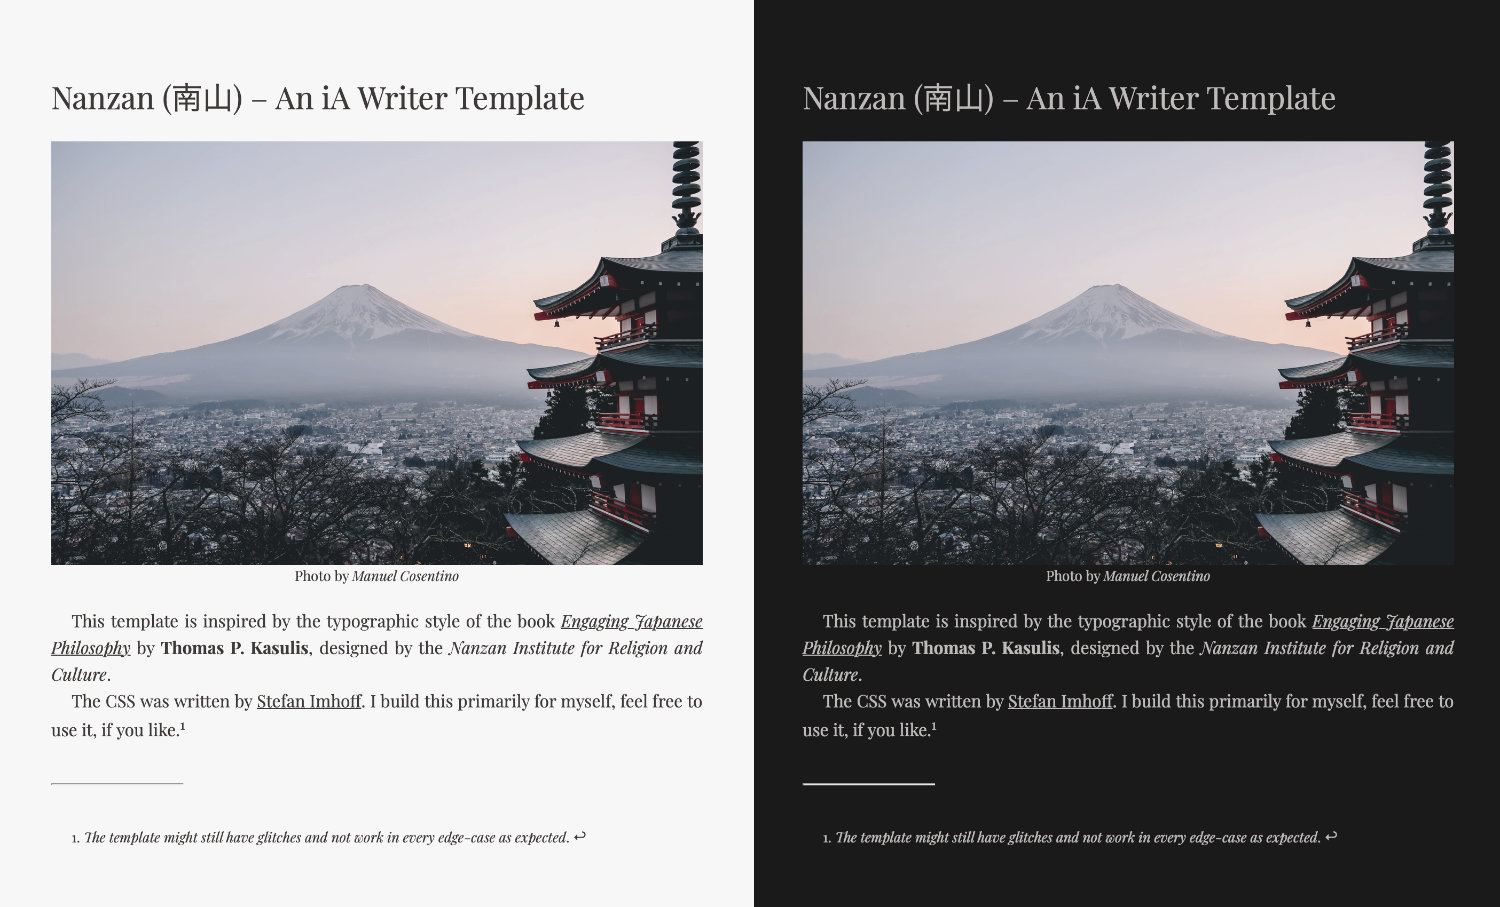 Nanzan (南山) – An iA Writer Template
Photo by Manuel Cosentino
This template is inspired by the typographic style of the book Engaging Japanese
Philosophy by Thomas P. Kasulis, designed by the Nanzan Institute for Religion and
Culture.
The CSS was written by Stefan Imhoff. I build this primarily for myself, feel free to
use it, if you like.¹
1. The template might still have glitches and not work in every edge-case as expected. ↩
Nanzan (南山) – An iA Writer Template
Photo by Manuel Cosentino
This template is inspired by the typographic style of the book Engaging Japanese
Philosophy by Thomas P. Kasulis, designed by the Nanzan Institute for Religion and
Culture.
The CSS was written by Stefan Imhoff. I build this primarily for myself, feel free to
use it, if you like.¹
1. The template might still have glitches and not work in every edge-case as expected. ↩